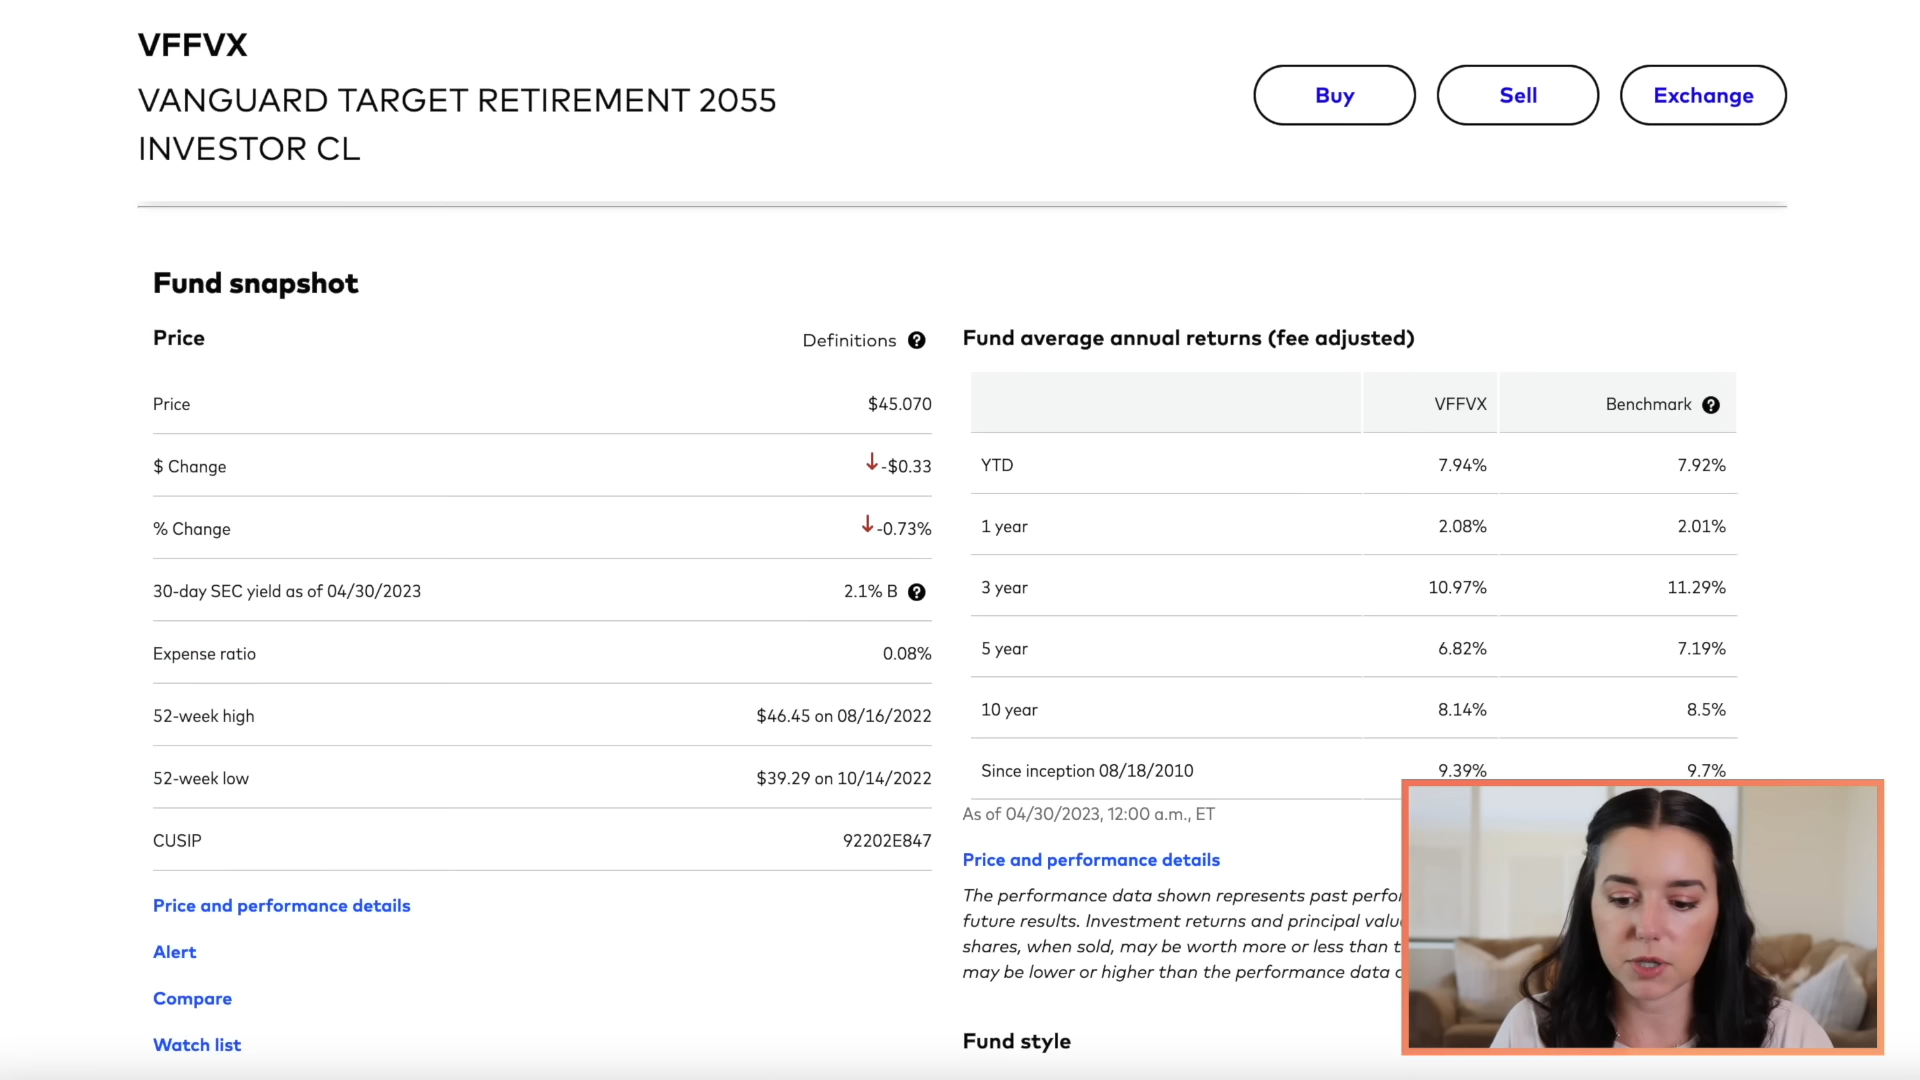 VFFVX
VANGUARD TARGET RETIREMENT 2055
INVESTOR CL
Buy
Sell
Exchange
Fund snapshot
Price
Definitions ?
Price $45.070
$ Change -$0.33
% Change -0.73%
30-day SEC yield as of 04/30/2023 2.1% B ?
Expense ratio 0.08%
52-week high $46.45 on 08/16/2022
52-week low $39.29 on 10/14/2022
CUSIP 92202E847
Price and performance details
Alert
Compare
Watch list
Fund average annual returns (fee adjusted)
VFFVX Benchmark ?
YTD 7.94% 7.92%
1 year 2.08% 2.01%
3 year 10.97% 11.29%
5 year 6.82% 7.19%
10 year 8.14% 8.5%
Since inception 08/18/2010 9.39% 9.7%
As of 04/30/2023, 12:00 a.m., ET
Price and performance details
The performance data shown represents past
future results. Investment returns and principal
shares, when sold, may be worth more or less than
may be lower or higher than the performance data
Fund style